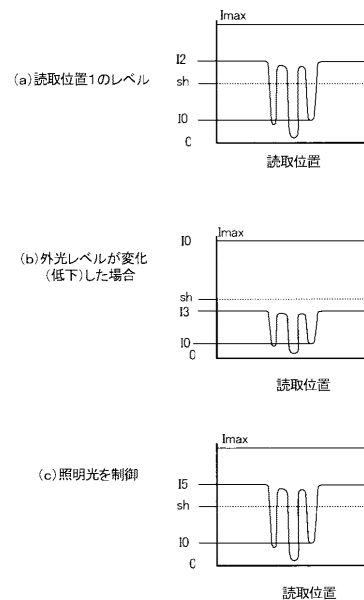 Imax
I2
(a)読取位置1のレベル
sh
I0
0
読取位置
Imax
I0
(b)外光レベルが変化
(低下)した場合
sh
I3
I0
0
読取位置
Imax
(c)照明光を制御
I5
sh
I0
0
読取位置